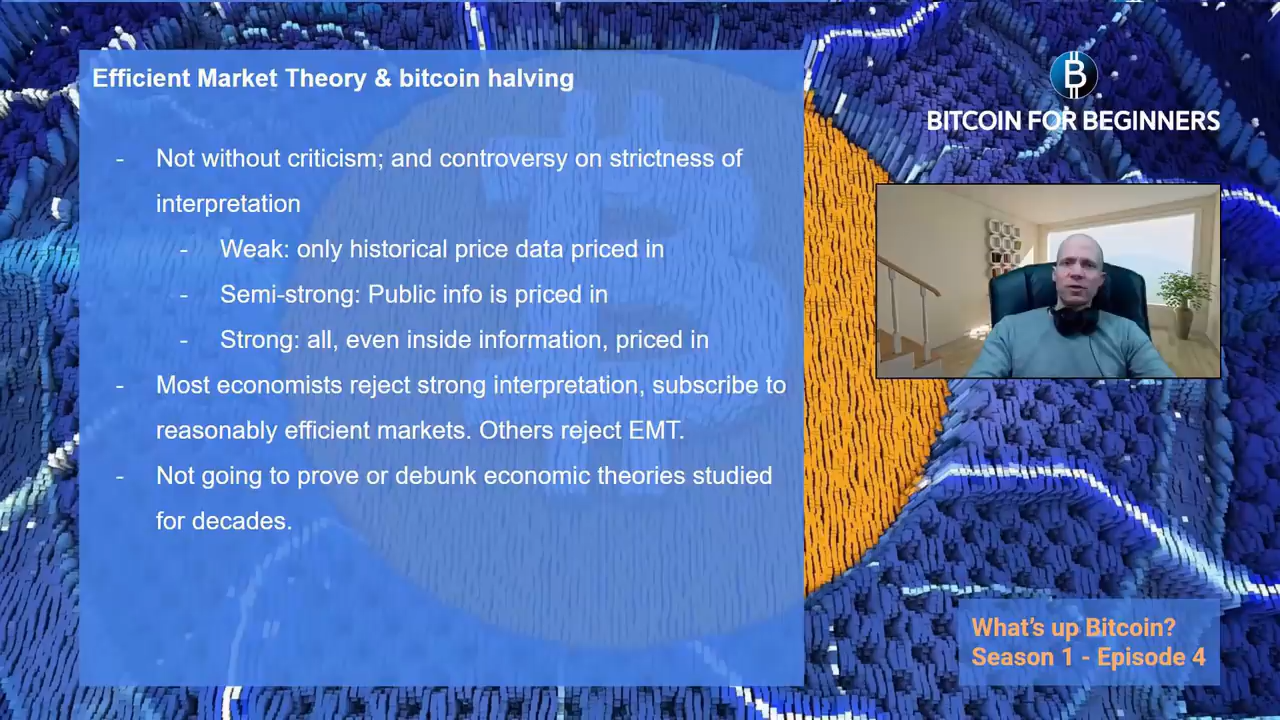 Efficient Market Theory & bitcoin halving
- Not without criticism; and controversy on strictness of
interpretation
- Weak: only historical price data priced in
- Semi-strong: Public info is priced in
- Strong: all, even inside information, priced in
- Most economists reject strong interpretation, subscribe to
reasonably efficient markets. Others reject EMT.
- Not going to prove or debunk economic theories studied
for decades.
BITCOIN FOR BEGINNERS
What's up Bitcoin?
Season 1 - Episode 4